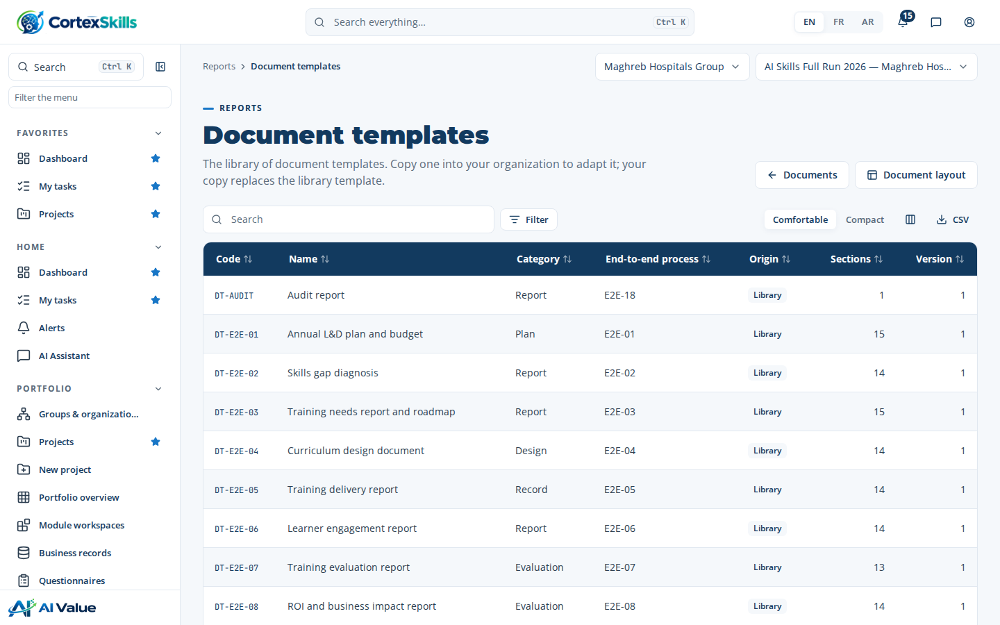 CortexSkills
Search everything...
Ctrl K
EN
FR
AR
15
Search
Ctrl K
Filter the menu
FAVORITES
Dashboard
My tasks
Projects
HOME
Dashboard
My tasks
Alerts
AI Assistant
PORTFOLIO
Groups & organizatio...
Projects
New project
Portfolio overview
Module workspaces
Business records
Questionnaires
AI AI Value
Reports > Document templates
Maghreb Hospitals Group
AI Skills Full Run 2026 — Maghreb Hos...
REPORTS
Document templates
The library of document templates. Copy one into your organization to adapt it; your
copy replaces the library template.
Documents
Document layout
Search
Filter
Comfortable
Compact
CSV
Code Name Category End-to-end process Origin Sections Version
DT-AUDIT Audit report Report E2E-18 Library 1 1
DT-E2E-01 Annual L&D plan and budget Plan E2E-01 Library 15 1
DT-E2E-02 Skills gap diagnosis Report E2E-02 Library 14 1
DT-E2E-03 Training needs report and roadmap Report E2E-03 Library 15 1
DT-E2E-04 Curriculum design document Design E2E-04 Library 14 1
DT-E2E-05 Training delivery report Record E2E-05 Library 14 1
DT-E2E-06 Learner engagement report Report E2E-06 Library 14 1
DT-E2E-07 Training evaluation report Evaluation E2E-07 Library 13 1
DT-E2E-08 ROI and business impact report Evaluation E2E-08 Library 14 1